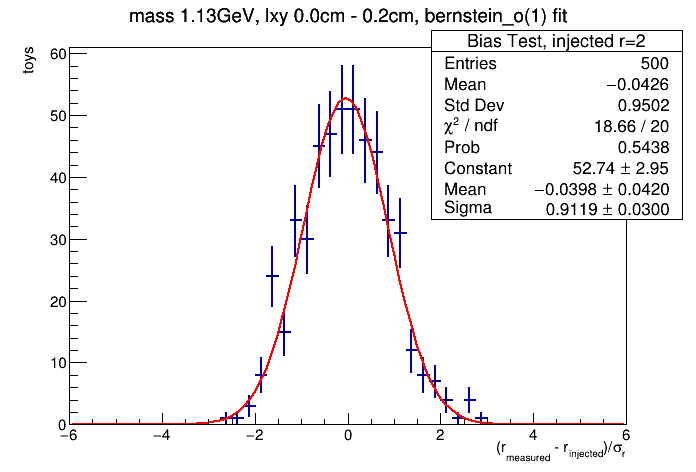 mass 1.13GeV, lxy 0.0cm - 0.2cm, bernstein_o(1) fit
toys
Bias Test, injected r=2
Entries 500
Mean −0.0426
Std Dev 0.9502
χ² / ndf 18.66 / 20
Prob 0.5438
Constant 52.74 ± 2.95
Mean −0.0398 ± 0.0420
Sigma 0.9119 ± 0.0300
60
50
40
30
20
10
0
−6 −4 −2 0 2 4 6
(r_measured - r_injected)/σ_r